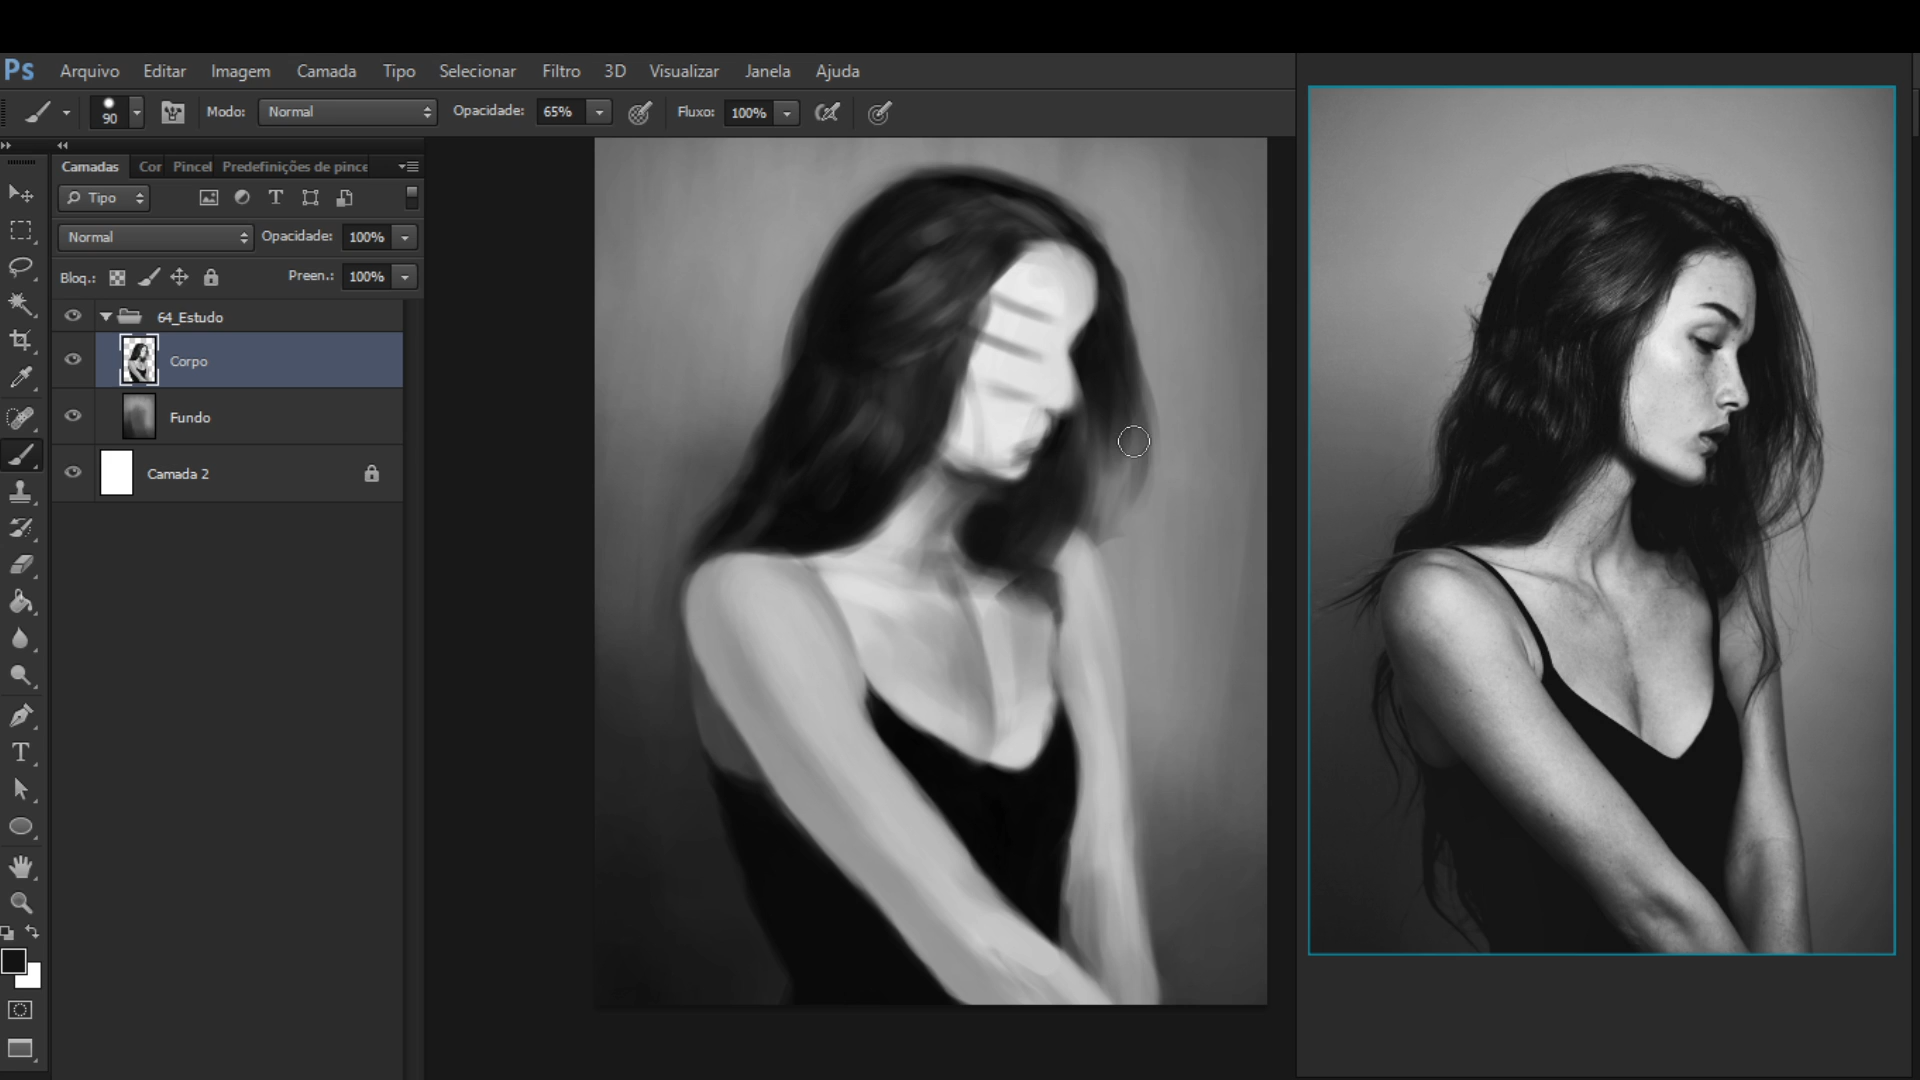 Ps Arquivo Editar Imagem Camada Tipo Selecionar Filtro 3D Visualizar Janela Ajuda
90 Modo: Normal Opacidade: 65% Fluxo: 100%
Camadas Cor Pincel Predefinições de pince
Tipo
Normal Opacidade: 100%
Bloq.: Preen.: 100%
64_Estudo
Corpo
Fundo
Camada 2